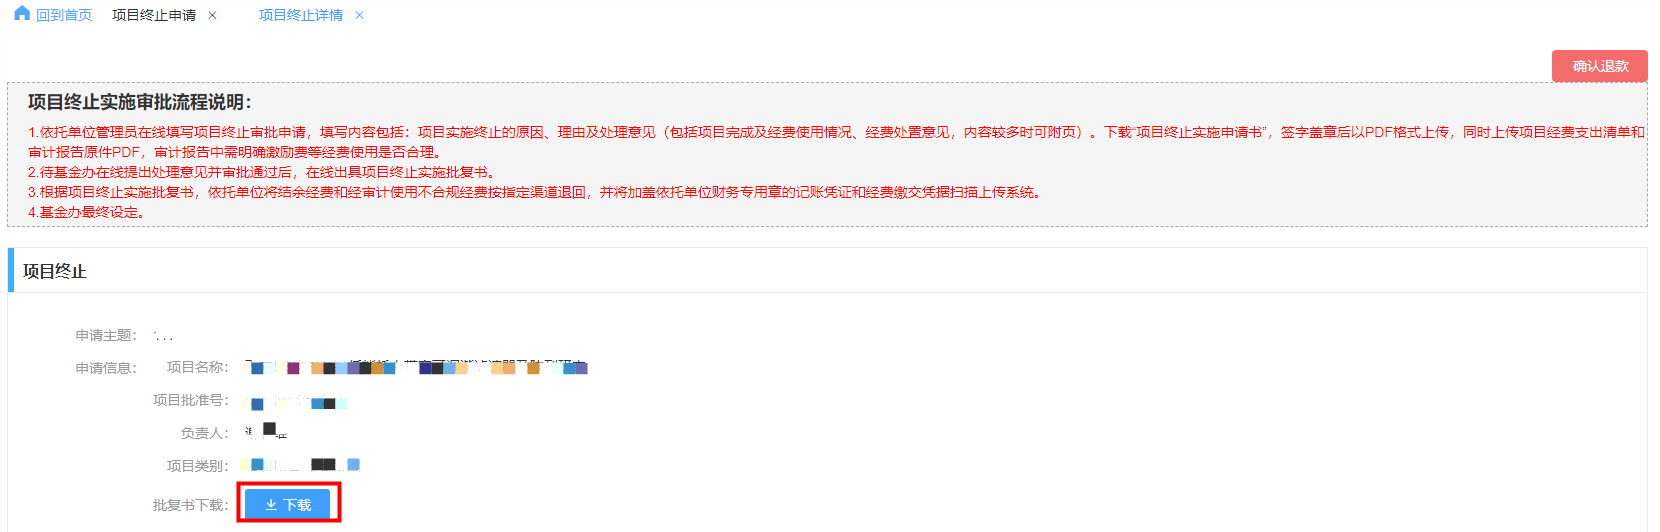 回到首页 项目终止申请 × 项目终止详情 ×
确认退款
项目终止实施审批流程说明：
1.依托单位管理员在线填写项目终止审批申请，填写内容包括：项目实施终止的原因、理由及处理意见（包括项目完成及经费使用情况、经费处置意见，内容较多时可附页）。下载“项目终止实施申请书”，签字盖章后以PDF格式上传，同时上传项目经费支出清单和
审计报告原件PDF，审计报告中需明确激励费等经费使用是否合理。
2.待基金办在线提出处理意见并审批通过后，在线出具项目终止实施批复书。
3.根据项目终止实施批复书，依托单位将结余经费和经审计使用不合规经费按指定渠道退回，并将加盖依托单位财务专用章的记账凭证和经费缴交凭据扫描上传系统。
4.基金办最终设定。
项目终止
申请主题：
申请信息： 项目名称：
项目批准号：
负责人：
项目类别：
批复书下载： 下载